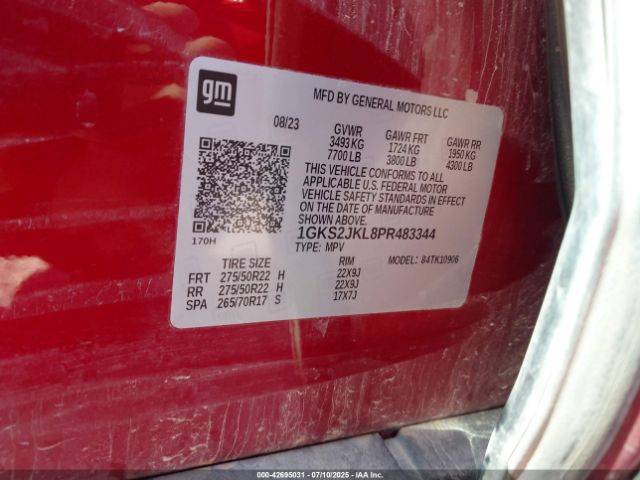 gm
MFD BY GENERAL MOTORS LLC
08/23
GVWR GAWR FRT GAWR RR
3493 KG 1724 KG 1950 KG
7700 LB 3800 LB 4300 LB
THIS VEHICLE CONFORMS TO ALL
APPLICABLE U.S. FEDERAL MOTOR
VEHICLE SAFETY STANDARDS IN EFFECT
ON THE DATE OF MANUFACTURE
SHOWN ABOVE.
1GKS2JKL8PR483344
170H
TYPE: MPV MODEL: 84TK10906
TIRE SIZE RIM
FRT 275/50R22 H 22X9J
RR 275/50R22 H 22X9J
SPA 265/70R17 S 17X7J
000-42695031 | 07/10/2025 | IAA, Inc.